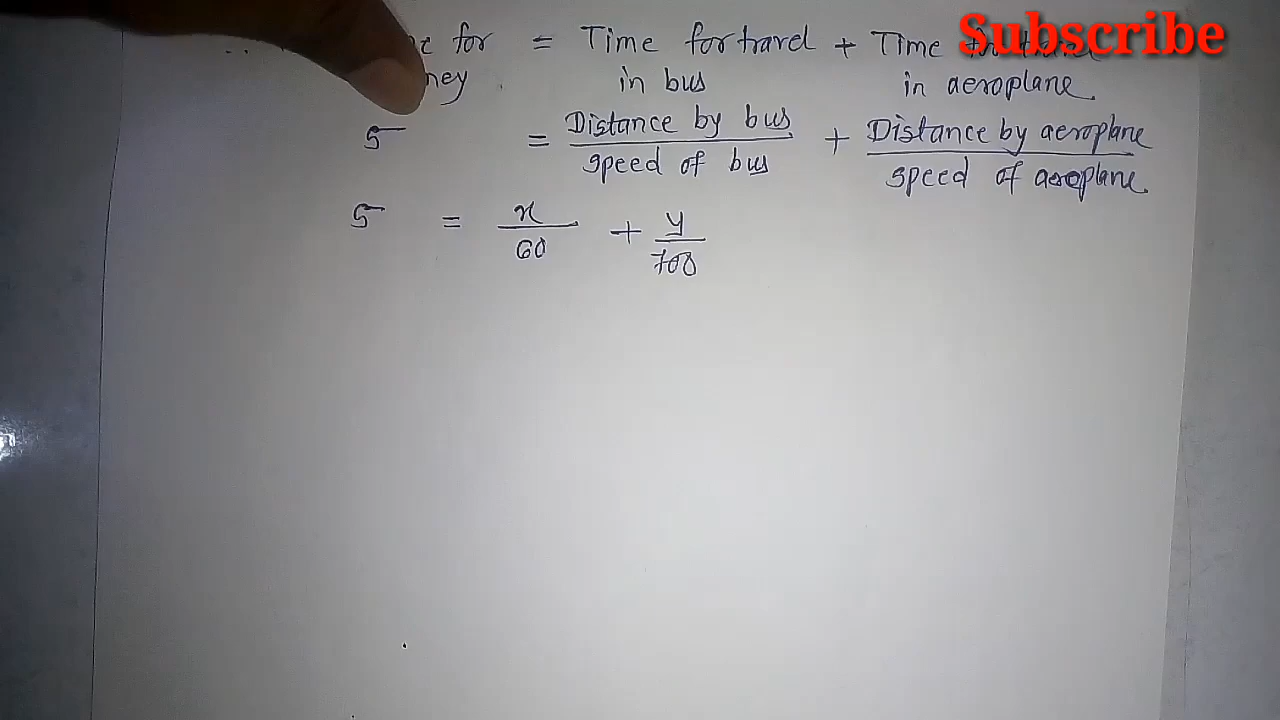 for = Time for travel + Time
in bus in aeroplane
5 = Distance by bus / speed of bus + Distance by aeroplane / speed of aeroplane
5 = x / 60 + y / 700
Subscribe